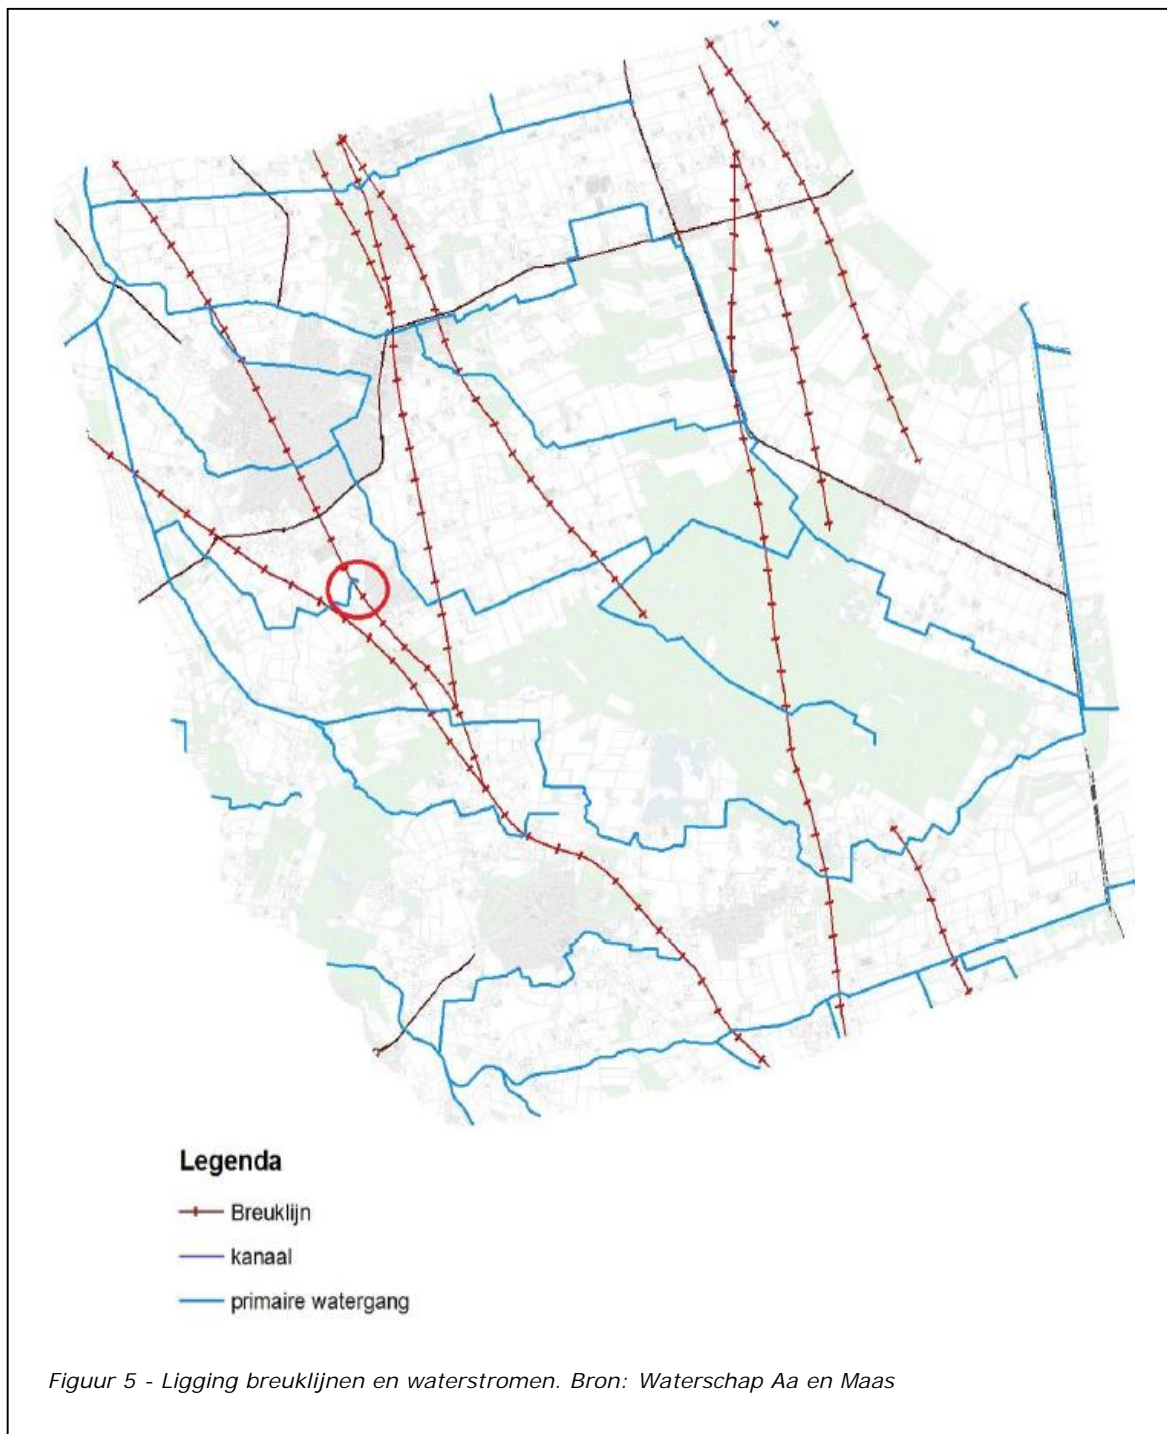 Legenda
Breuklijn
kanaal
primaire watergang
Figuur 5 - Ligging breuklijnen en waterstromen. Bron: Waterschap Aa en Maas